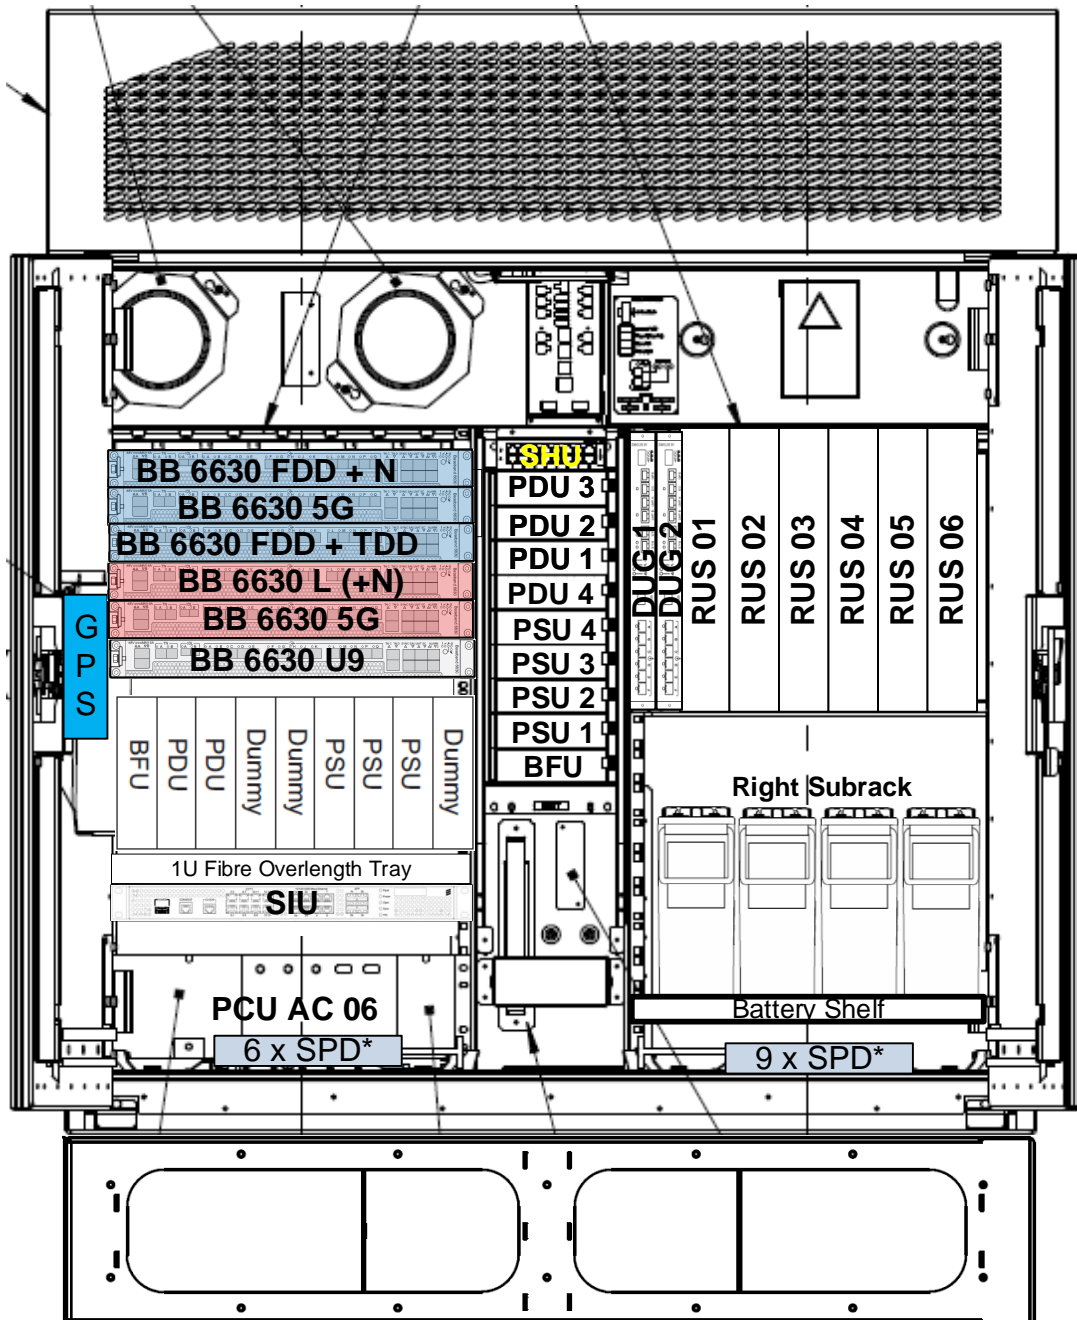 BB 6630 FDD + N
BB 6630 5G
BB 6630 FDD + TDD
BB 6630 L (+N)
BB 6630 5G
BB 6630 U9
GPS
BFU
PDU
PDU
Dummy
Dummy
PSU
PSU
PSU
Dummy
1U Fibre Overlength Tray
SIU
PCU AC 06
6 x SPD*
SHU
PDU 3
PDU 2
PDU 1
PDU 4
PSU 4
PSU 3
PSU 2
PSU 1
BFU
DUG 1
DUG 2
RUS 01
RUS 02
RUS 03
RUS 04
RUS 05
RUS 06
Right Subrack
Battery Shelf
9 x SPD*